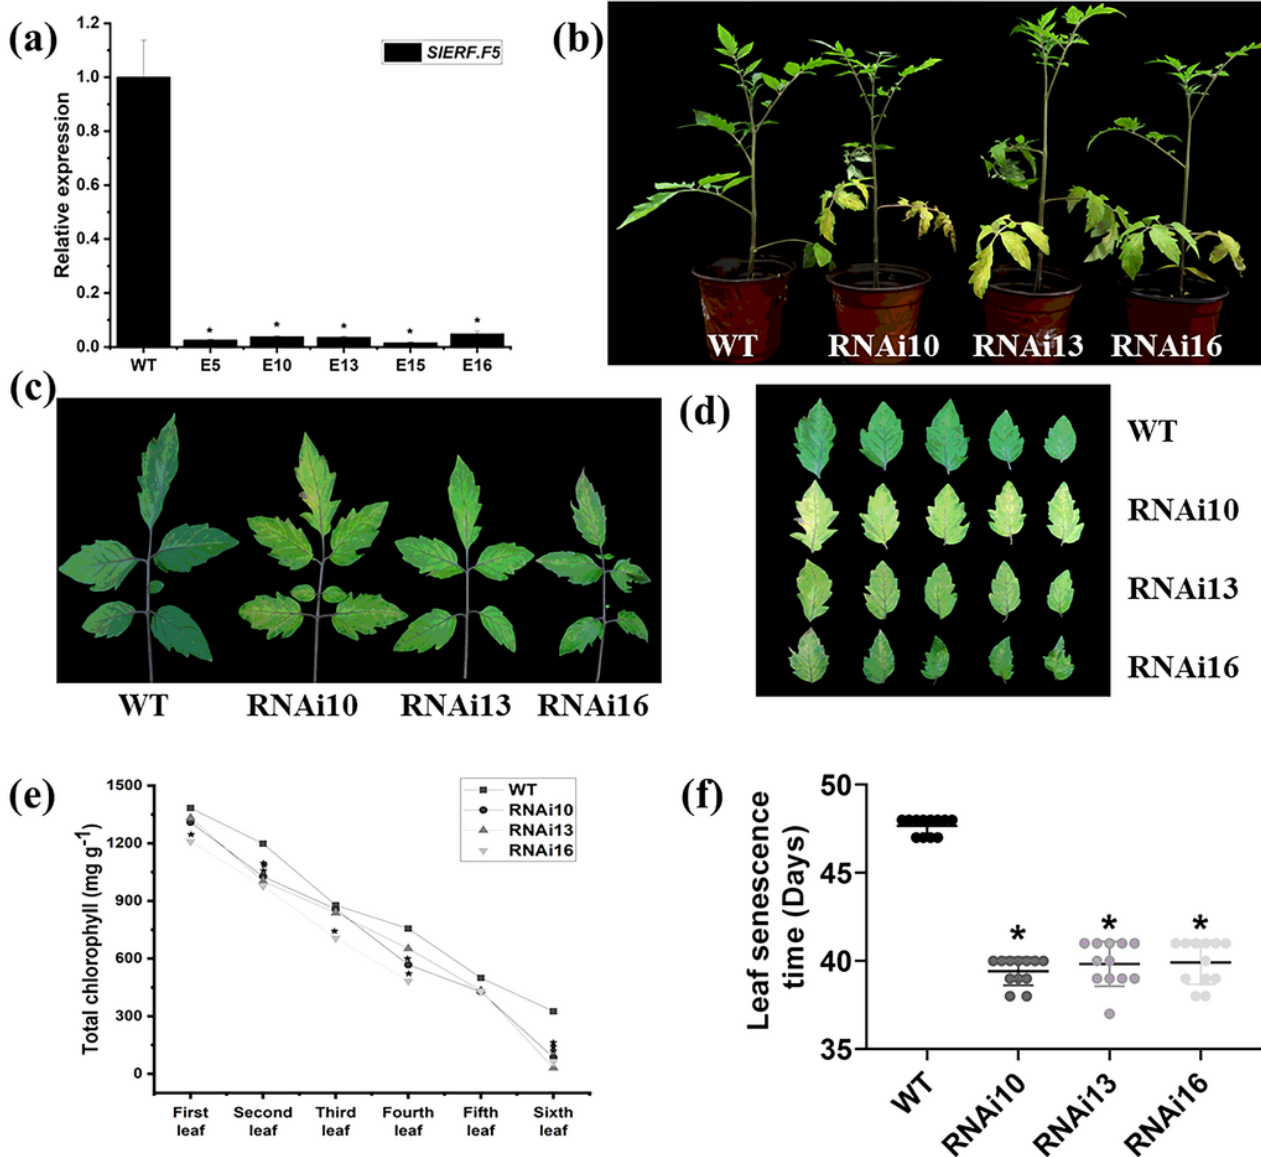 (a)
1.2
1.0
0.8
0.6
0.4
0.2
0.0
Relative expression
SlERF.F5
*
*
*
*
*
WT E5 E10 E13 E15 E16
(b)
WT RNAi10 RNAi13 RNAi16
(c)
WT RNAi10 RNAi13 RNAi16
(d)
WT
RNAi10
RNAi13
RNAi16
(e)
1500
1200
900
600
300
0
Total chlorophyll (mg g⁻¹)
WT
RNAi10
RNAi13
RNAi16
First leaf
Second leaf
Third leaf
Fourth leaf
Fifth leaf
Sixth leaf
(f)
50
45
40
35
Leaf senescence
time (Days)
*
*
*
WT
RNAi10
RNAi13
RNAi16